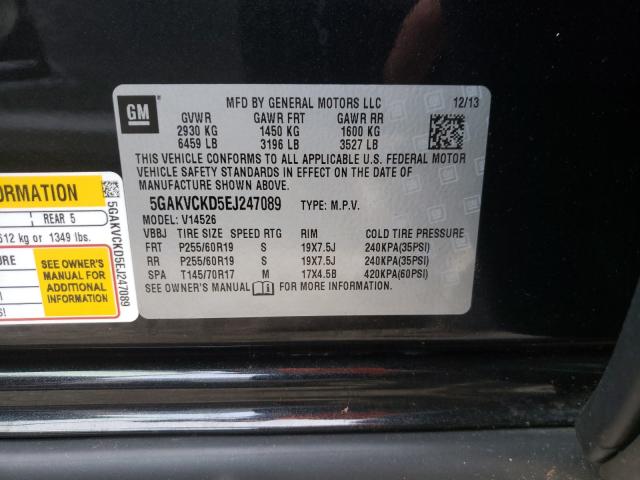 GM
MFD BY GENERAL MOTORS LLC 12/13
GVWR GAWR FRT GAWR RR
2930 KG 1450 KG 1600 KG
6459 LB 3196 LB 3527 LB
THIS VEHICLE CONFORMS TO ALL APPLICABLE U.S. FEDERAL MOTOR
VEHICLE SAFETY STANDARDS IN EFFECT ON THE DATE OF
MANUFACTURE SHOWN ABOVE.
5GAKVCKD5EJ247089 TYPE: M.P.V.
MODEL: V14526
VBBJ TIRE SIZE SPEED RTG RIM COLD TIRE PRESSURE
FRT P255/60R19 S 19X7.5J 240KPA(35PSI)
RR P255/60R19 S 19X7.5J 240KPA(35PSI)
SPA T145/70R17 M 17X4.5B 420KPA(60PSI)
SEE OWNER'S MANUAL FOR MORE INFORMATION.
ORMATION
REAR 5
612 kg or 1349 lbs.
URE
SEE OWNER'S
MANUAL FOR
ADDITIONAL
INFORMATION
5GAKVCKD5EJ247089